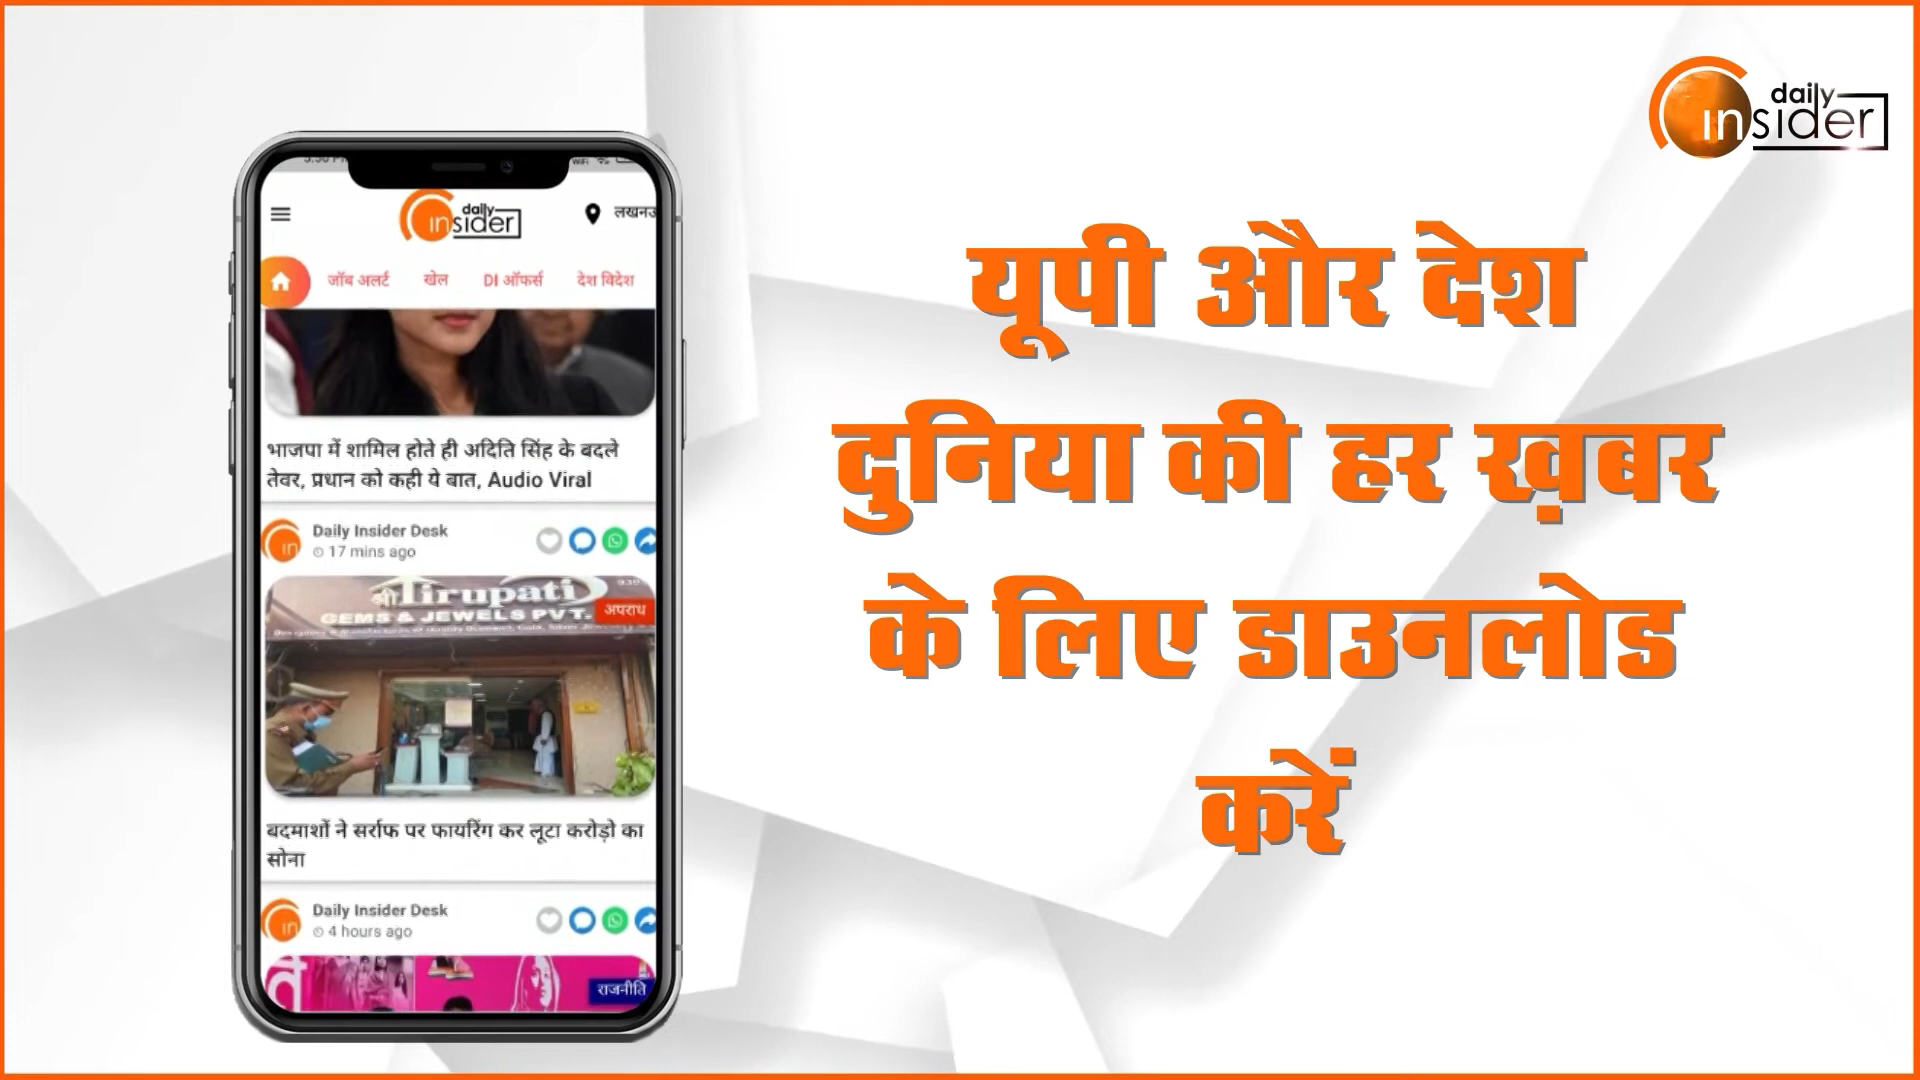 daily
insider
यूपी और देश
दुनिया की हर ख़बर
के लिए डाउनलोड
करें
daily
insider
जॉब अलर्ट खेल DI ऑफर्स देश विदेश
भाजपा में शामिल होते ही अदिति सिंह के बदले
तेवर, प्रधान को कही ये बात, Audio Viral
Daily Insider Desk
17 mins ago
श्री Tirupati
GEMS & JEWELS PVT.
अपराध
बदमाशों ने सर्राफ पर फायरिंग कर लूटा करोड़ो का
सोना
Daily Insider Desk
4 hours ago
राजनीति